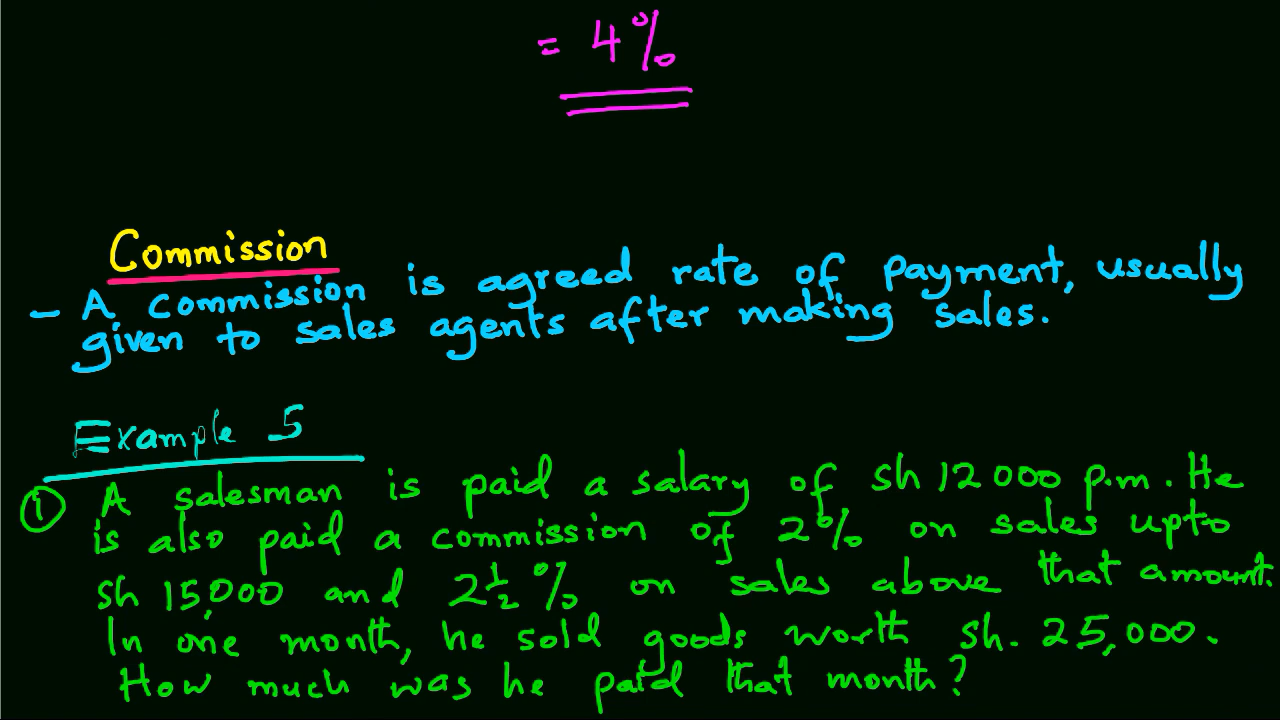 = 4%
Commission
- A commission is agreed rate of payment, usually
given to sales agents after making sales.
Example 5
① A salesman is paid a salary of sh 12 000 p.m. He
is also paid a commission of 2% on sales upto
sh 15,000 and 2½% on sales above that amount.
In one month, he sold goods worth sh. 25,000.
How much was he paid that month?